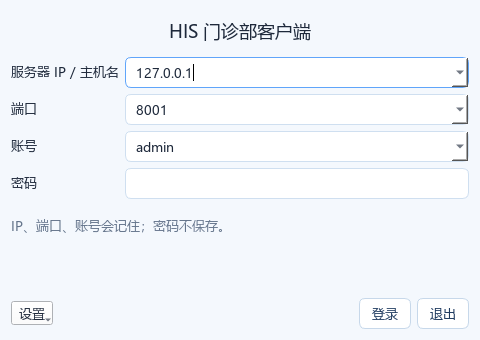 HIS 门诊部客户端
服务器 IP / 主机名 127.0.0.1
端口 8001
账号 admin
密码
IP、端口、账号会记住；密码不保存。
设置 登录 退出